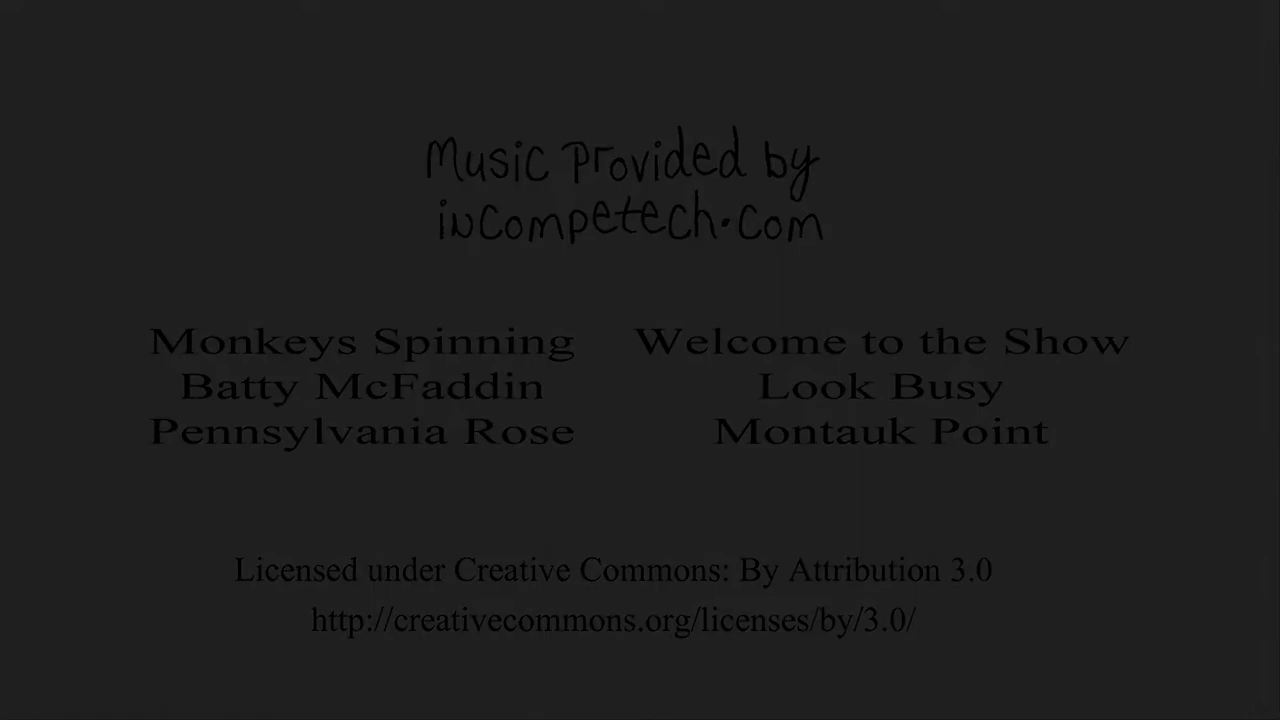 Music Provided by
incompetech.com
Monkeys Spinning
Batty McFaddin
Pennsylvania Rose
Welcome to the Show
Look Busy
Montauk Point
Licensed under Creative Commons: By Attribution 3.0
http://creativecommons.org/licenses/by/3.0/